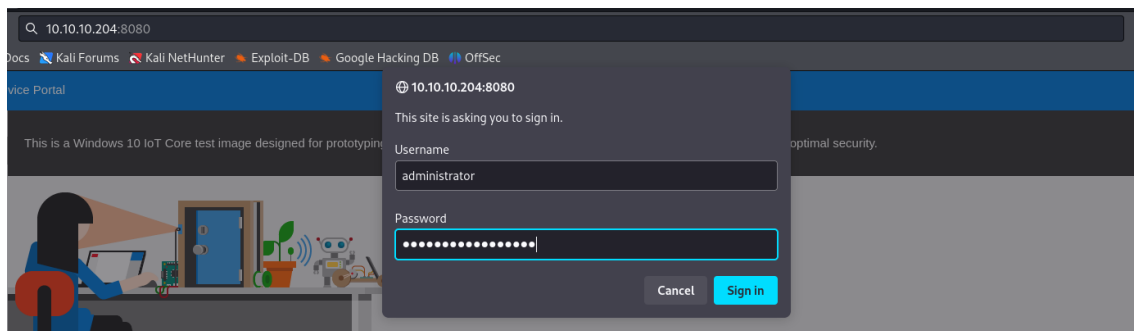 10.10.10.204:8080
Docs Kali Forums Kali NetHunter Exploit-DB Google Hacking DB OffSec
vice Portal
10.10.10.204:8080
This site is asking you to sign in.
Username
This is a Windows 10 IoT Core test image designed for prototypin optimal security.
administrator
Password
Cancel Sign in